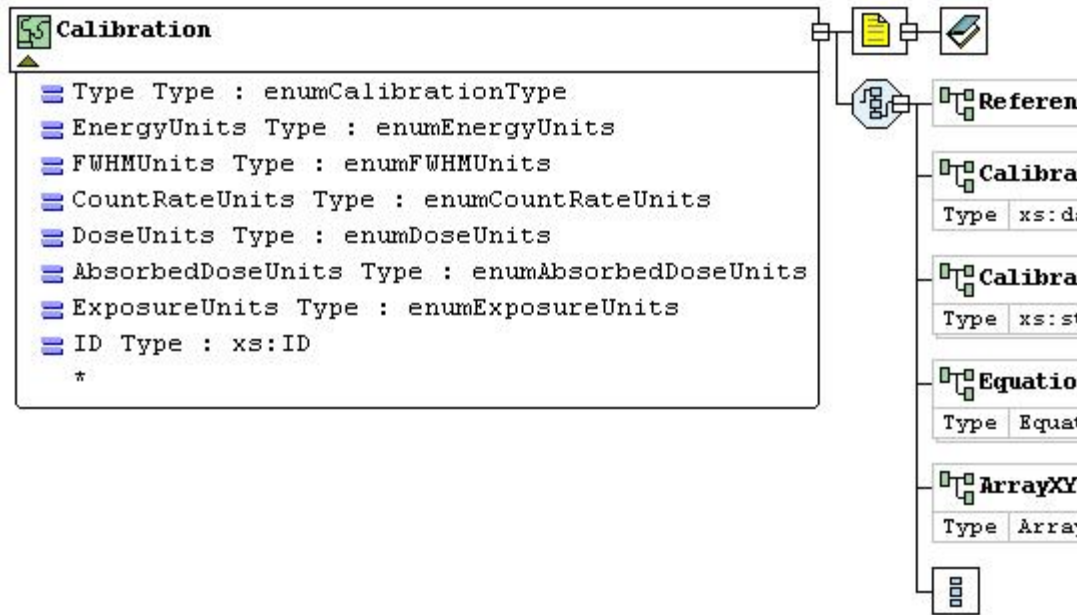 Calibration
Type Type : enumCalibrationType
EnergyUnits Type : enumEnergyUnits
FWHMUnits Type : enumFWHMUnits
CountRateUnits Type : enumCountRateUnits
DoseUnits Type : enumDoseUnits
AbsorbedDoseUnits Type : enumAbsorbedDoseUnits
ExposureUnits Type : enumExposureUnits
ID Type : xs:ID
*
Referen
Calibra
Type xs:da
Calibra
Type xs:st
Equatio
Type Equat
ArrayXY
Type Array